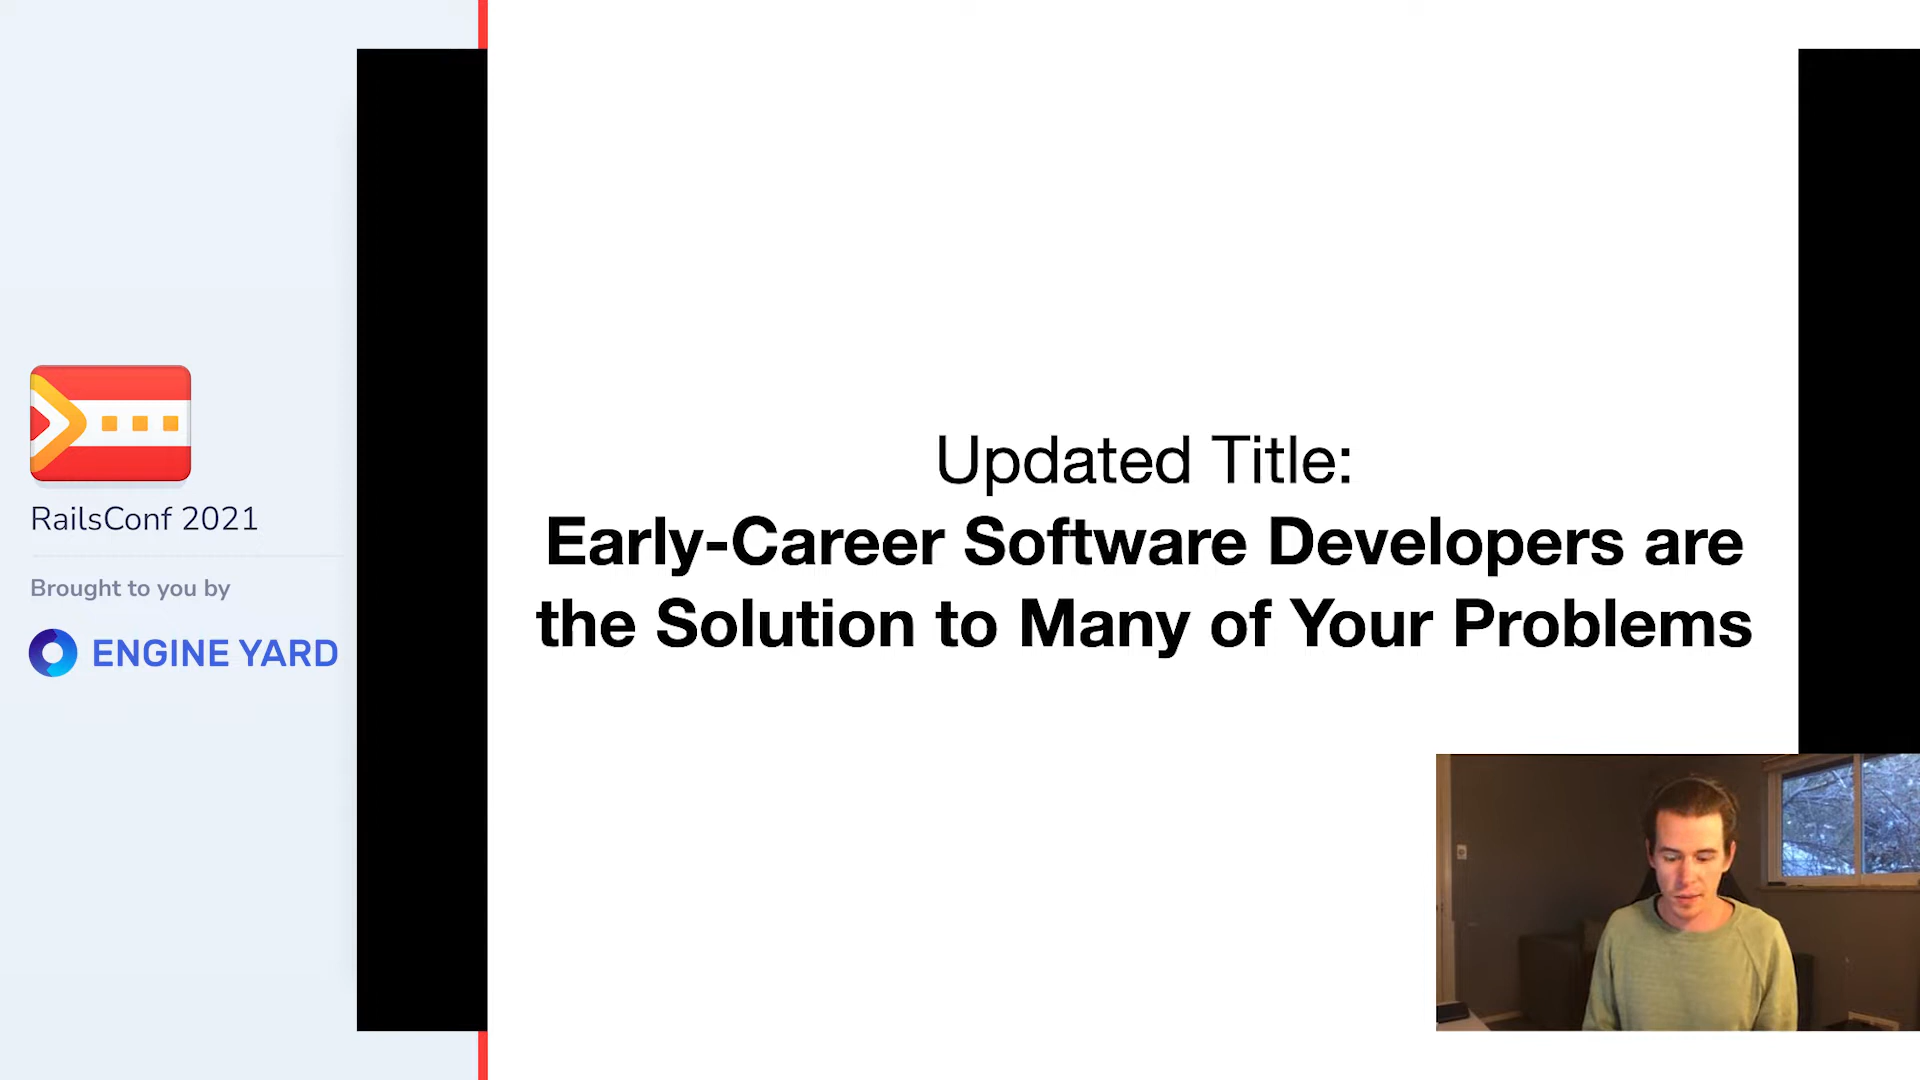 RailsConf 2021
Brought to you by
ENGINE YARD
Updated Title:
Early-Career Software Developers are
the Solution to Many of Your Problems